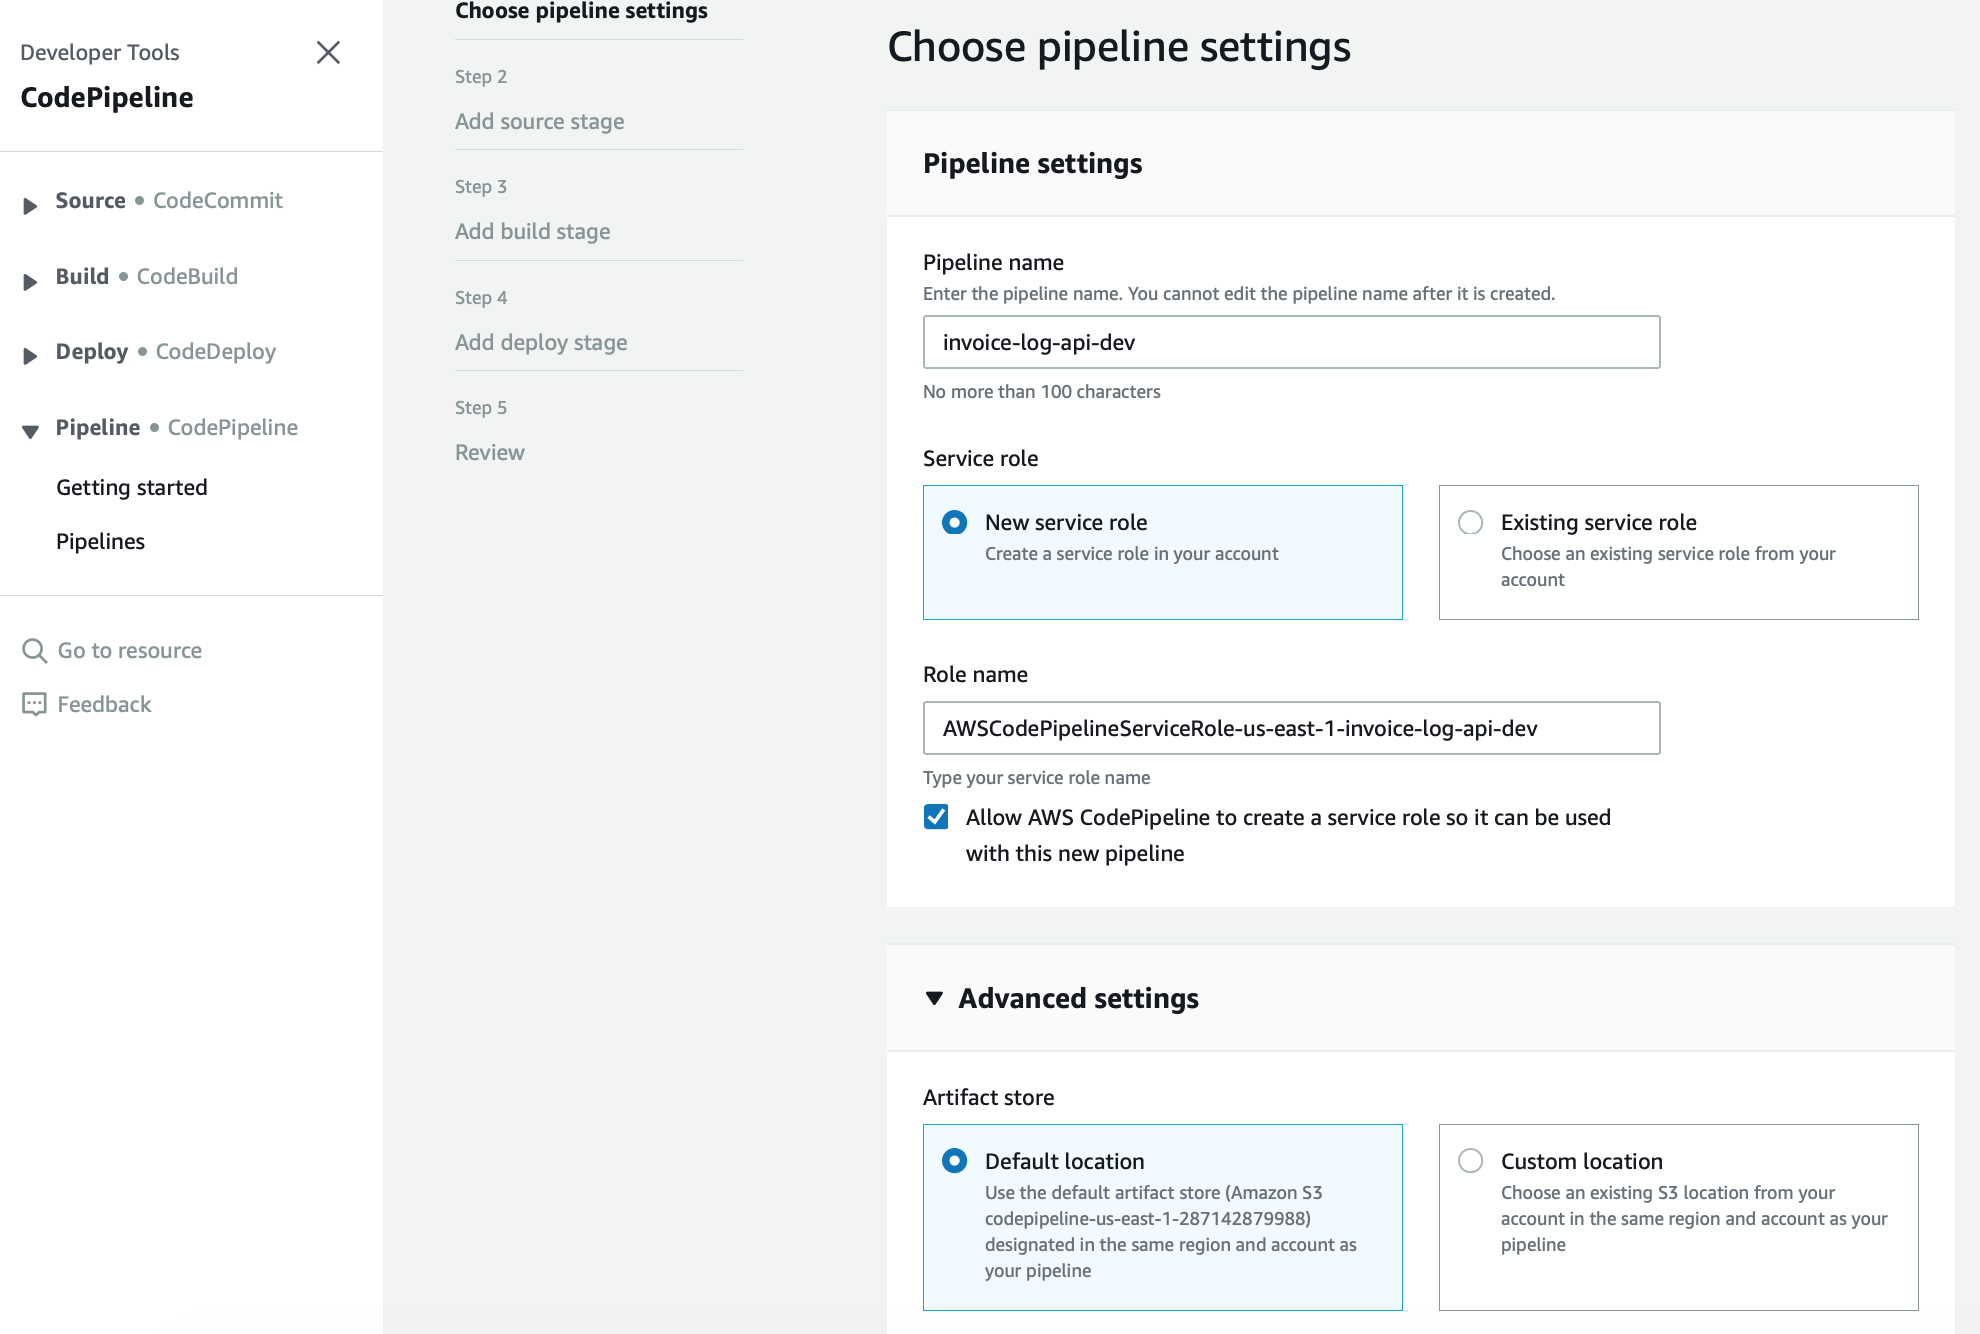 Developer Tools
CodePipeline
Source • CodeCommit
Build • CodeBuild
Deploy • CodeDeploy
Pipeline • CodePipeline
Getting started
Pipelines
Go to resource
Feedback
Choose pipeline settings
Step 2
Add source stage
Step 3
Add build stage
Step 4
Add deploy stage
Step 5
Review
Choose pipeline settings
Pipeline settings
Pipeline name
Enter the pipeline name. You cannot edit the pipeline name after it is created.
invoice-log-api-dev
No more than 100 characters
Service role
New service role
Create a service role in your account
Existing service role
Choose an existing service role from your
account
Role name
AWSCodePipelineServiceRole-us-east-1-invoice-log-api-dev
Type your service role name
Allow AWS CodePipeline to create a service role so it can be used
with this new pipeline
Advanced settings
Artifact store
Default location
Use the default artifact store (Amazon S3
codepipeline-us-east-1-287142879988)
designated in the same region and account as
your pipeline
Custom location
Choose an existing S3 location from your
account in the same region and account as your
pipeline